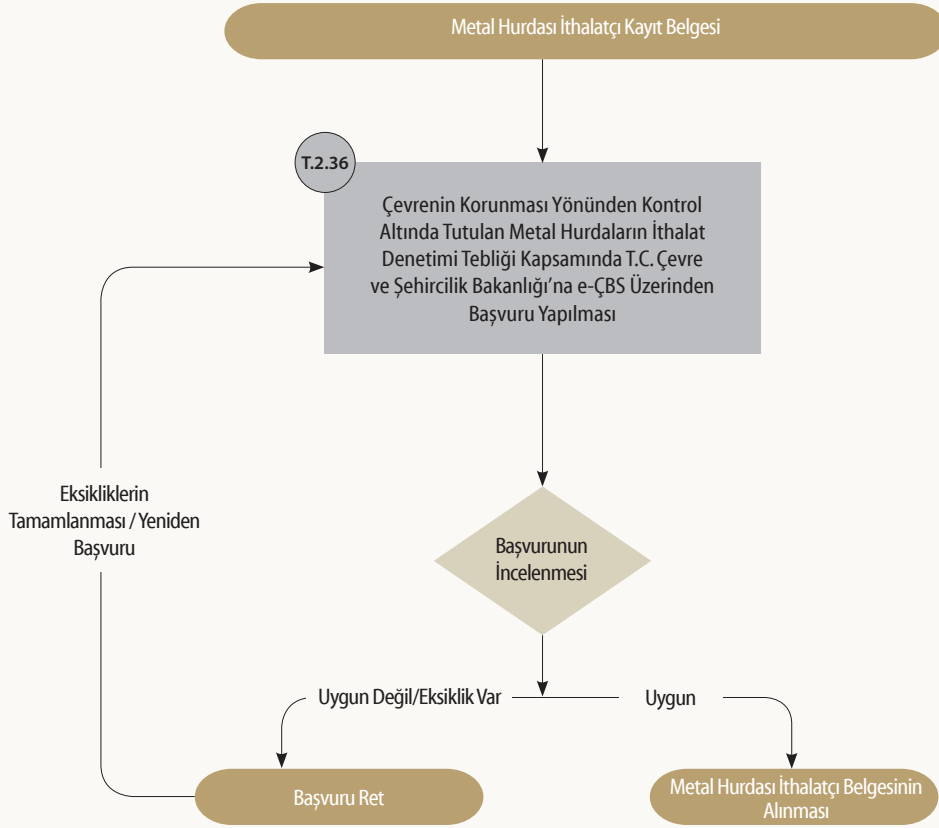 Metal Hurdası İthalatçı Kayıt Belgesi
T.2.36
Çevrenin Korunması Yönünden Kontrol
Altında Tutulan Metal Hurdaların İthalat
Denetimi Tebliği Kapsamında T.C. Çevre
ve Şehircilik Bakanlığı’na e-ÇBS Üzerinden
Başvuru Yapılması
Eksikliklerin
Tamamlanması / Yeniden
Başvuru
Başvurunun
İncelenmesi
Uygun Değil/Eksiklik Var
Uygun
Başvuru Ret
Metal Hurdası İthalatçı Belgesinin
Alınması